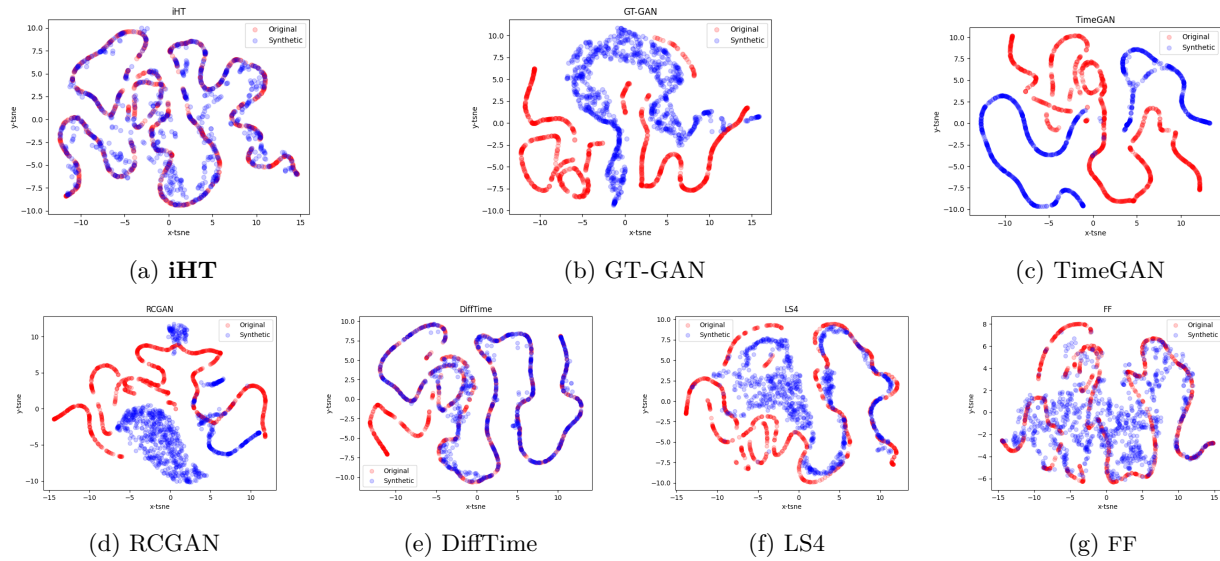 iHT
Original
Synthetic
10.0
7.5
5.0
2.5
0.0
−2.5
−5.0
−7.5
−10.0
y-tsne
−10
−5
0
5
10
15
x-tsne
(a) iHT
GT-GAN
Original
Synthetic
10.0
7.5
5.0
2.5
0.0
−2.5
−5.0
−7.5
−10.0
y-tsne
−10
−5
0
5
10
15
x-tsne
(b) GT-GAN
TimeGAN
Original
Synthetic
10.0
7.5
5.0
2.5
0.0
−2.5
−5.0
−7.5
−10.0
y-tsne
−10
−5
0
5
10
x-tsne
(c) TimeGAN
RCGAN
Original
Synthetic
10
5
0
−5
−10
y-tsne
−15
−10
−5
0
5
10
x-tsne
(d) RCGAN
DiffTime
Original
Synthetic
10.0
7.5
5.0
2.5
0.0
−2.5
−5.0
−7.5
−10.0
y-tsne
−10
−5
0
5
10
x-tsne
(e) DiffTime
LS4
Original
Synthetic
10.0
7.5
5.0
2.5
0.0
−2.5
−5.0
−7.5
−10.0
y-tsne
−15
−10
−5
0
5
10
x-tsne
(f) LS4
FF
Original
Synthetic
8
6
4
2
0
−2
−4
−6
y-tsne
−15
−10
−5
0
5
10
15
x-tsne
(g) FF